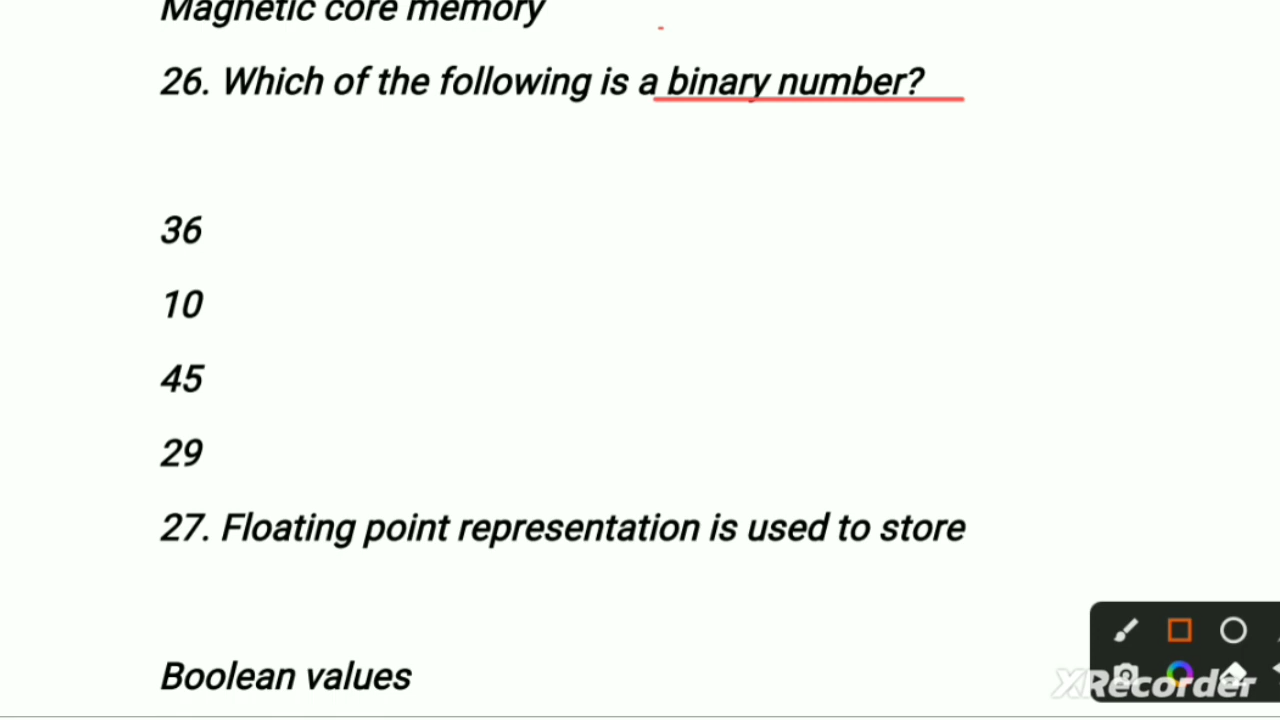 Magnetic core memory
26. Which of the following is a binary number?
36
10
45
29
27. Floating point representation is used to store
Boolean values
XRecorder